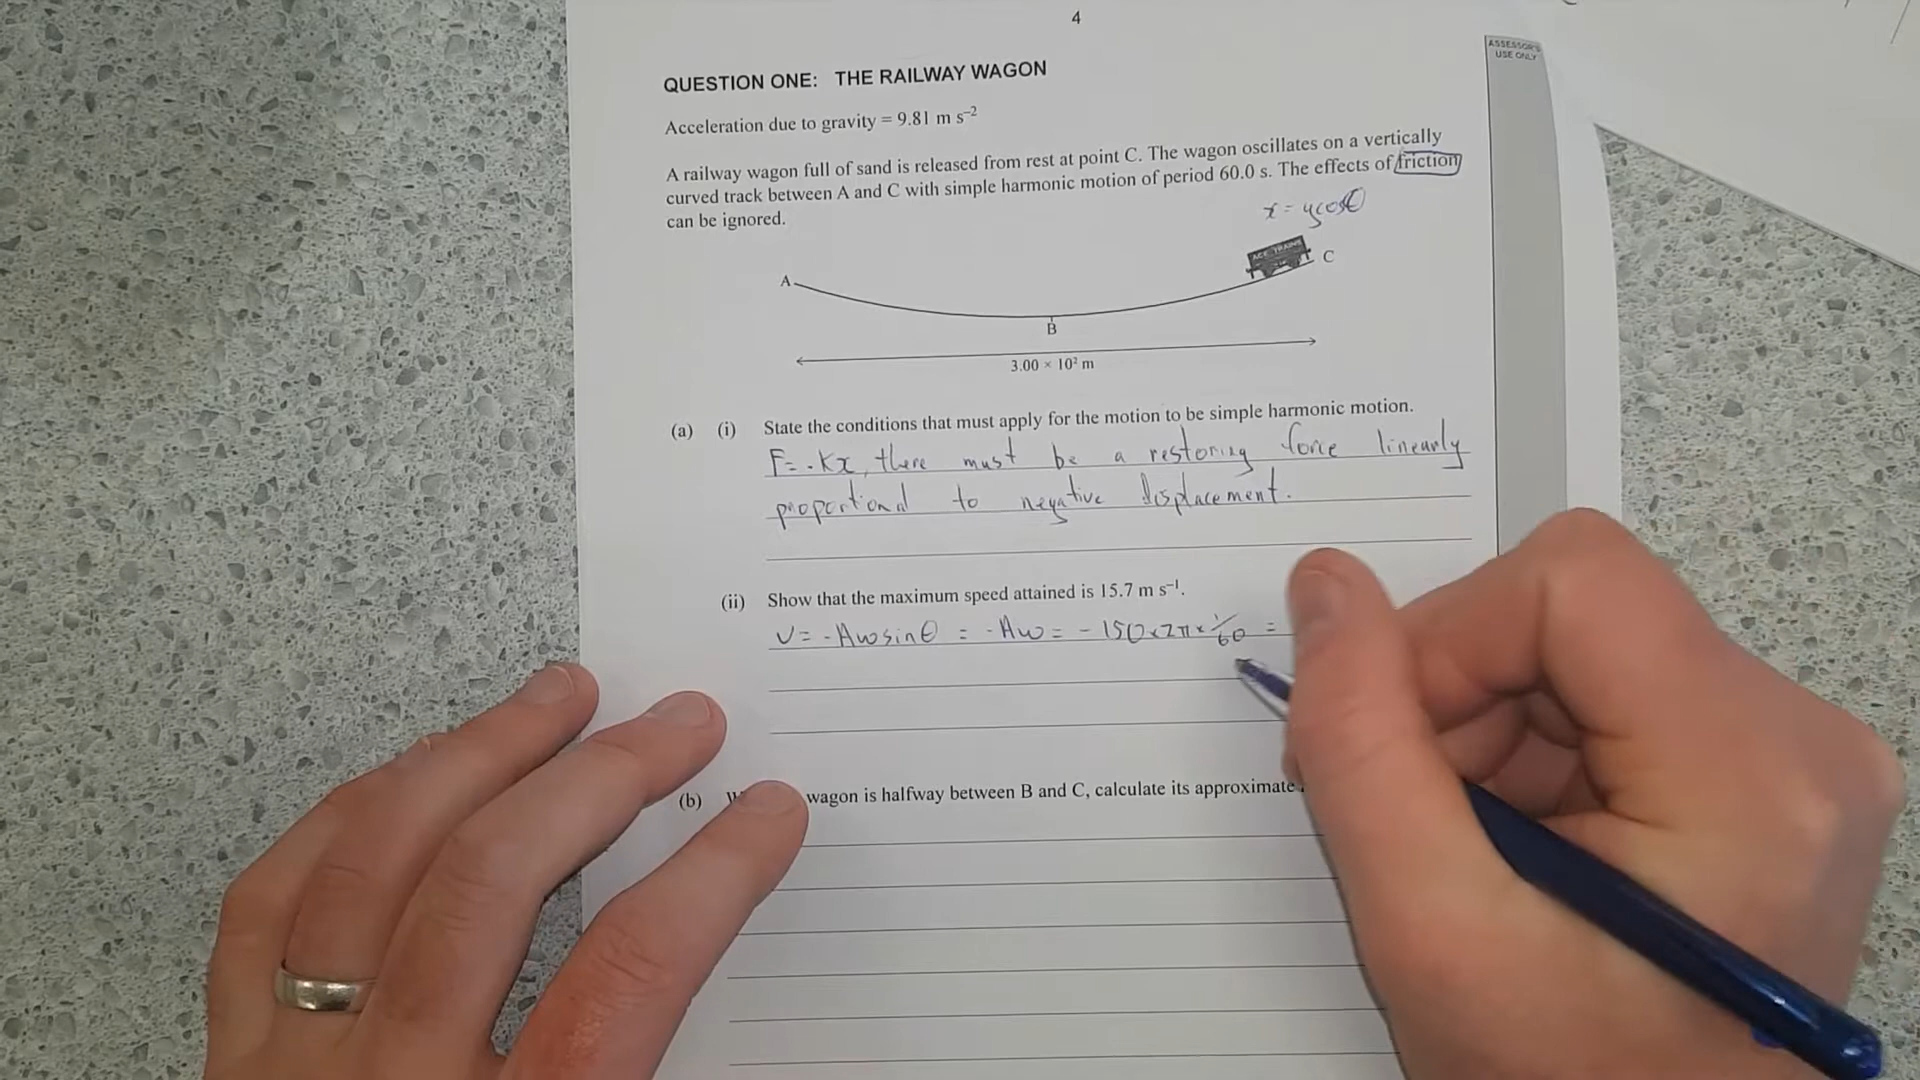 4
ASSESSOR'S
USE ONLY
QUESTION ONE: THE RAILWAY WAGON
Acceleration due to gravity = 9.81 m s⁻²
A railway wagon full of sand is released from rest at point C. The wagon oscillates on a vertically
curved track between A and C with simple harmonic motion of period 60.0 s. The effects of friction
can be ignored.
x = y cosθ
ACE TRAINS
A
C
B
3.00 × 10² m
(a) (i) State the conditions that must apply for the motion to be simple harmonic motion.
F = -Kx, there must be a restoring force linearly
proportional to negative displacement.
(ii) Show that the maximum speed attained is 15.7 m s⁻¹.
V = -Aωsinθ = -Aω = -150×2π×1/60 =
(b) wagon is halfway between B and C, calculate its approximate